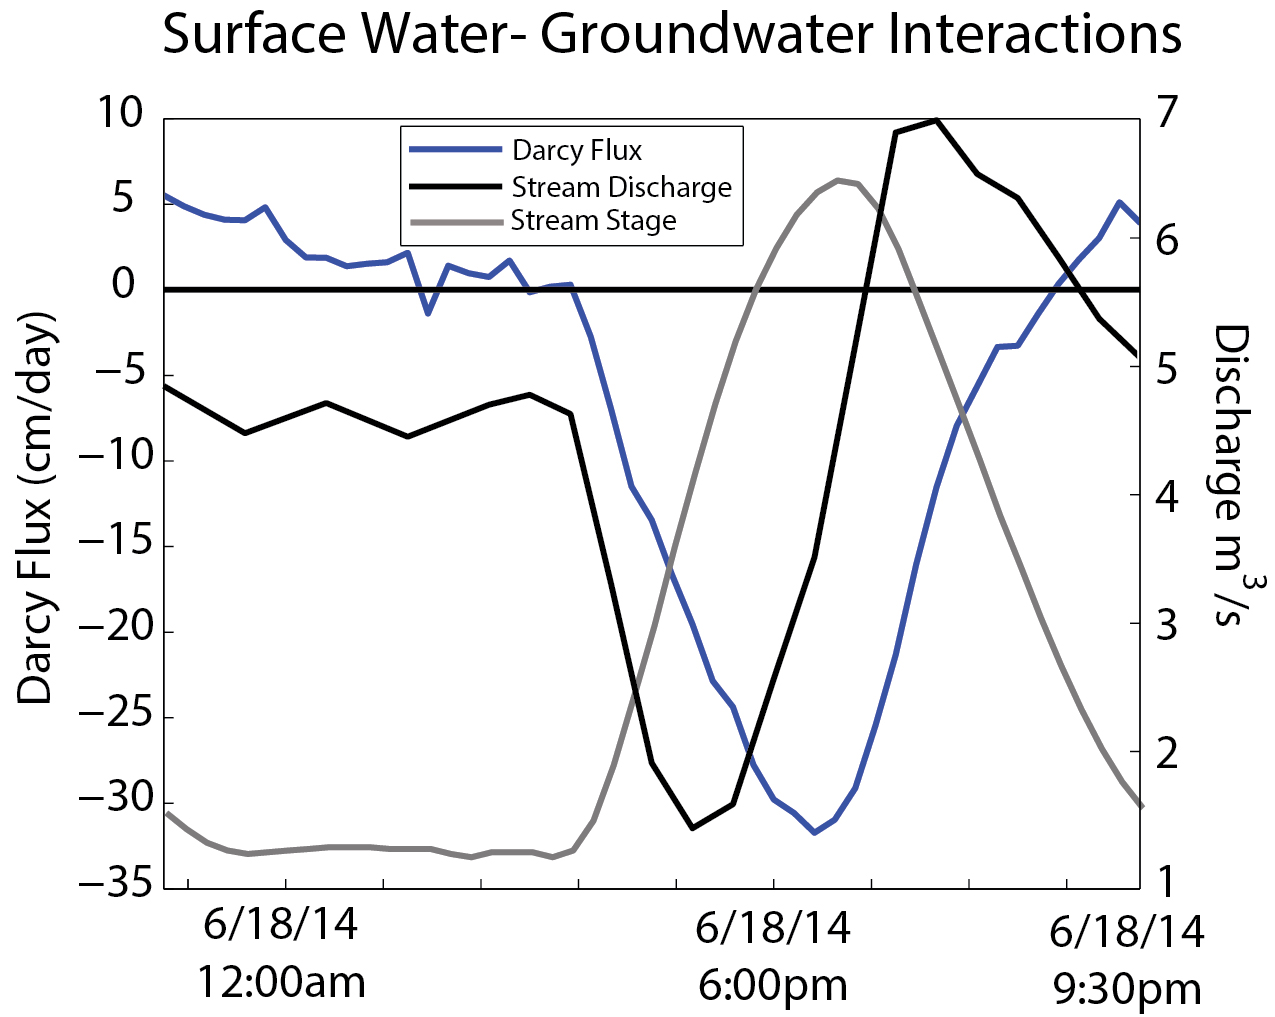 Surface Water- Groundwater Interactions
Darcy Flux
Stream Discharge
Stream Stage
10
5
0
−5
−10
−15
−20
−25
−30
−35
Darcy Flux (cm/day)
7
6
5
4
3
2
1
Discharge m³/s
6/18/14
12:00am
6/18/14
6:00pm
6/18/14
9:30pm